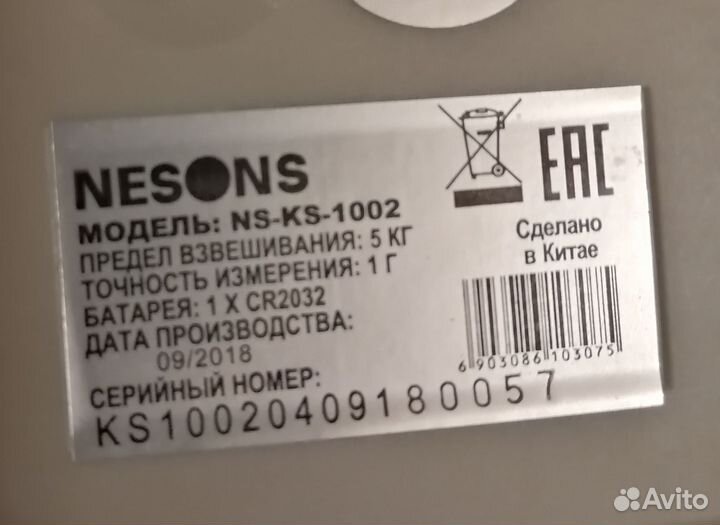 NESONS
МОДЕЛЬ: NS-KS-1002
ПРЕДЕЛ ВЗВЕШИВАНИЯ: 5 КГ
ТОЧНОСТЬ ИЗМЕРЕНИЯ: 1 Г
БАТАРЕЯ: 1 X CR2032
ДАТА ПРОИЗВОДСТВА:
09/2018
СЕРИЙНЫЙ НОМЕР:
KS10020409180057
EAC
Сделано
в Китае
6 903086 103075
Avito